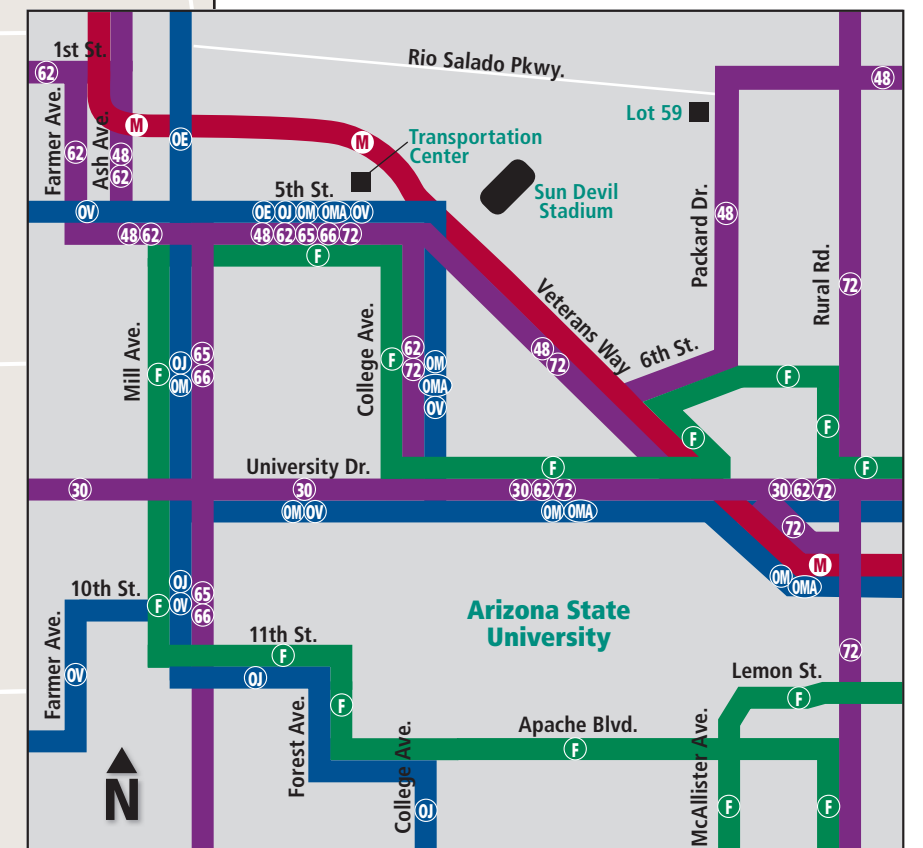 1st St.
62
Rio Salado Pkwy.
48
Farmer Ave.
62
Ash Ave.
48
62
M
OE
M
Transportation
Center
Lot 59
Sun Devil
Stadium
5th St.
OV
OE OJ OM OMA OV
48 62
48 62 65 66 72
F
Packard Dr.
48
Rural Rd.
72
Veterans Way
48
72
6th St.
F
F
F
F
Mill Ave.
F
OJ
OM
65
66
College Ave.
F
62
72
OM
OMA
OV
University Dr.
F
30
30
30 62 72
30 62 72
OM OV
OM OMA
72
M
OM
OMA
10th St.
F
OJ
OV
65
66
Arizona State
University
Farmer Ave.
OV
11th St.
F
OJ
F
Forest Ave.
College Ave.
OJ
Apache Blvd.
F
72
Lemon St.
F
McAllister Ave.
F
F
N